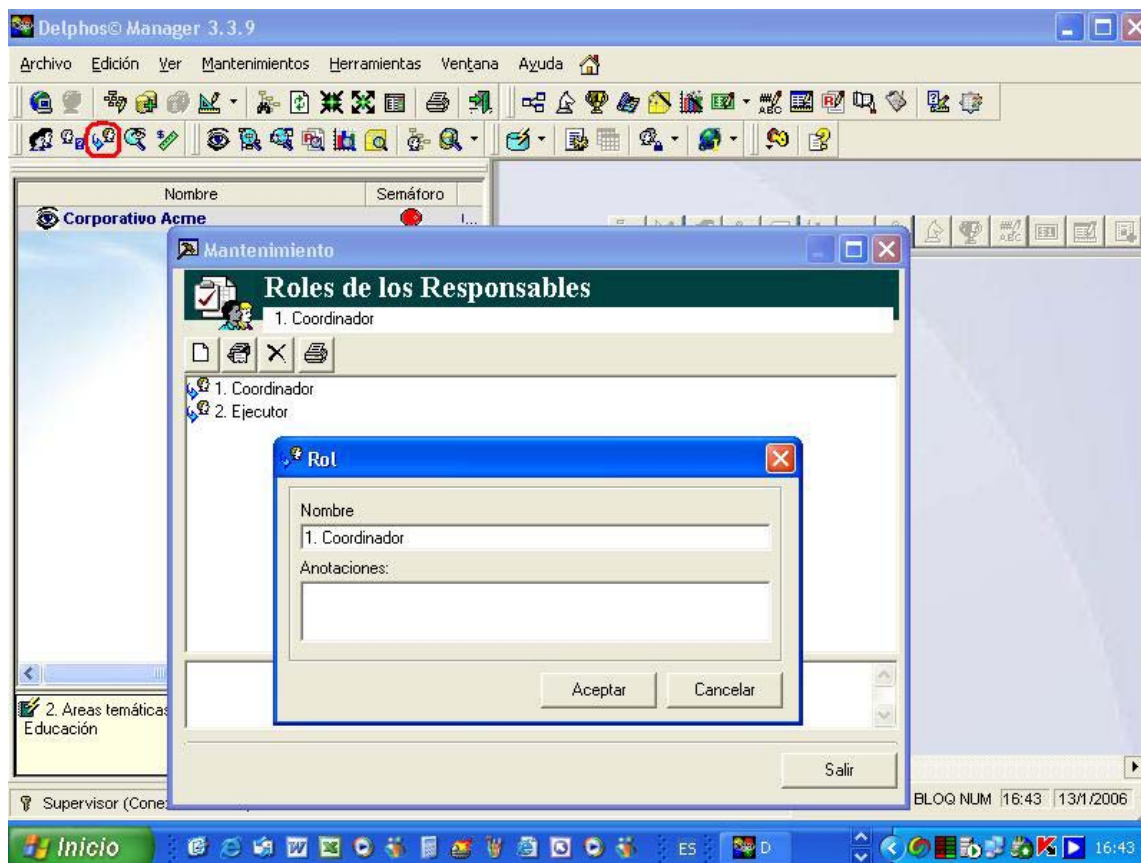 Delphos© Manager 3.3.9
Archivo Edición Ver Mantenimientos Herramientas Ventana Ayuda
Nombre Semáforo
Corporativo Acme I...
Mantenimiento
Roles de los Responsables
1. Coordinador
1. Coordinador
2. Ejecutor
Rol
Nombre
1. Coordinador
Anotaciones:
Aceptar Cancelar
2. Areas temáticas
Educación
Salir
Supervisor (Cone
BLOQ NUM 16:43 13/1/2006
Inicio ES D 16:43